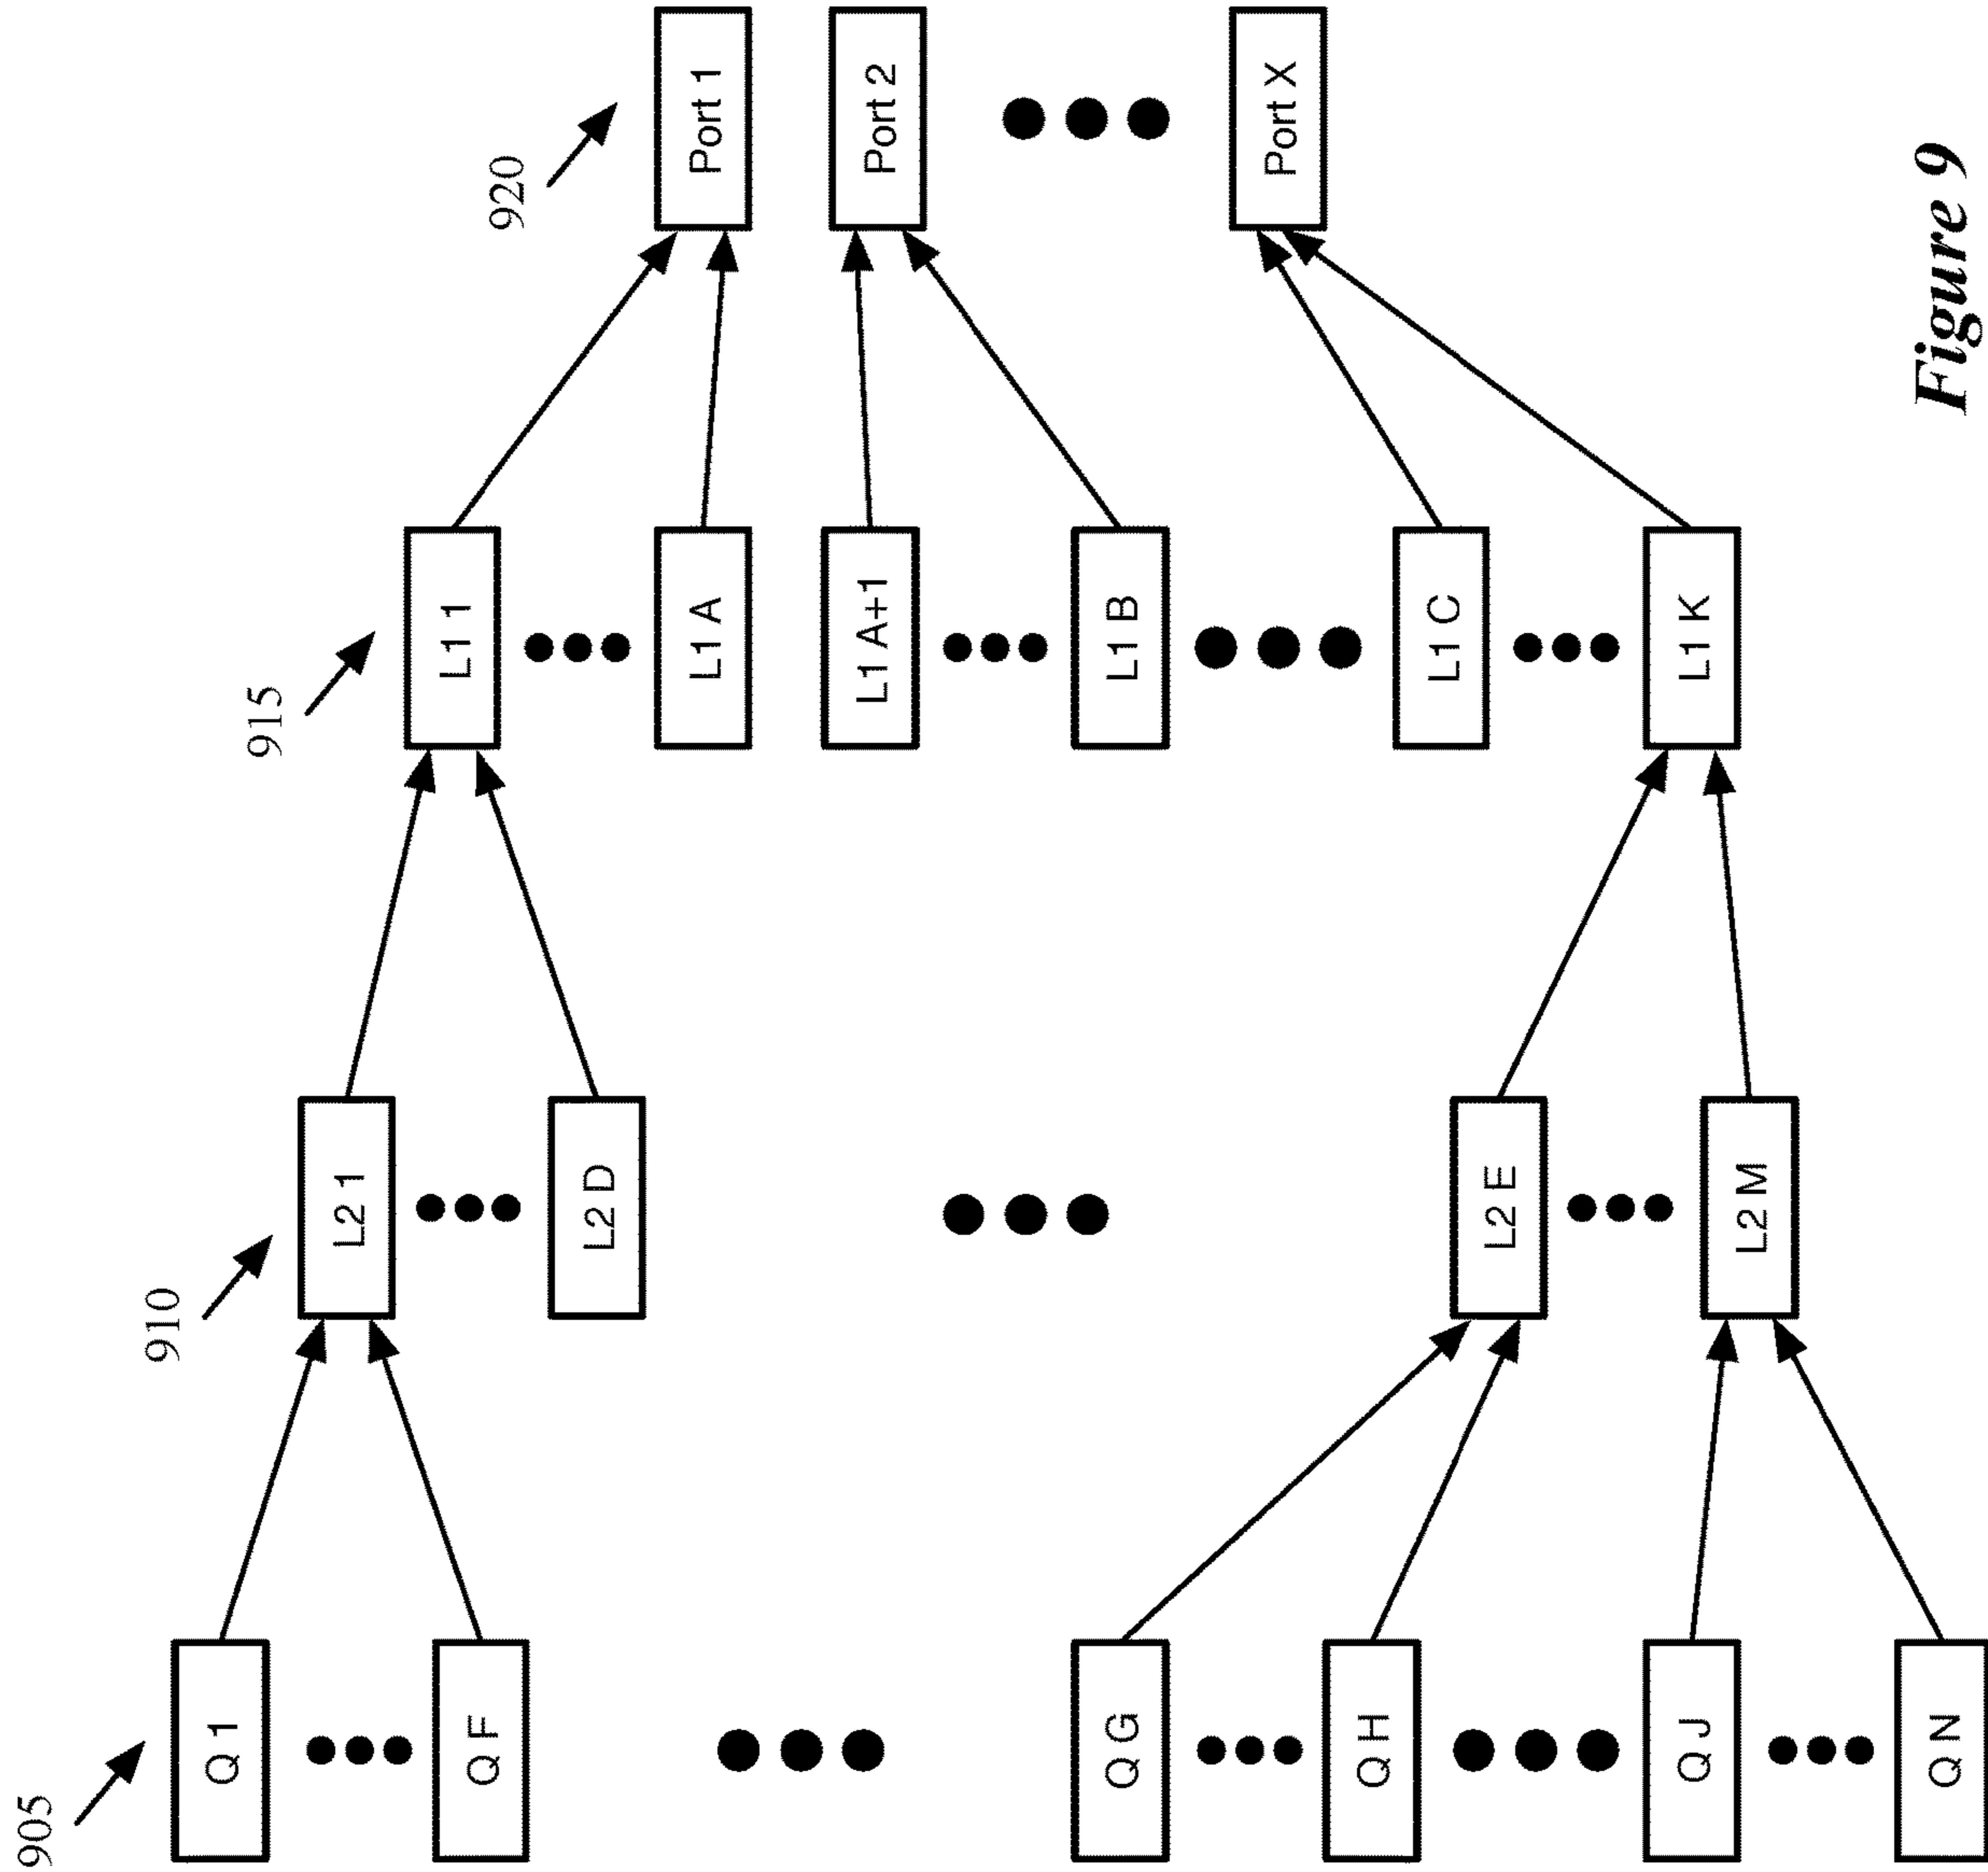 905
Q 1
Q F
Q G
Q H
Q J
Q N
910
L2 1
L2 D
L2 E
L2 M
915
L1 1
L1 A
L1 A+1
L1 B
L1 C
L1 K
920
Port 1
Port 2
Port X
Figure 9